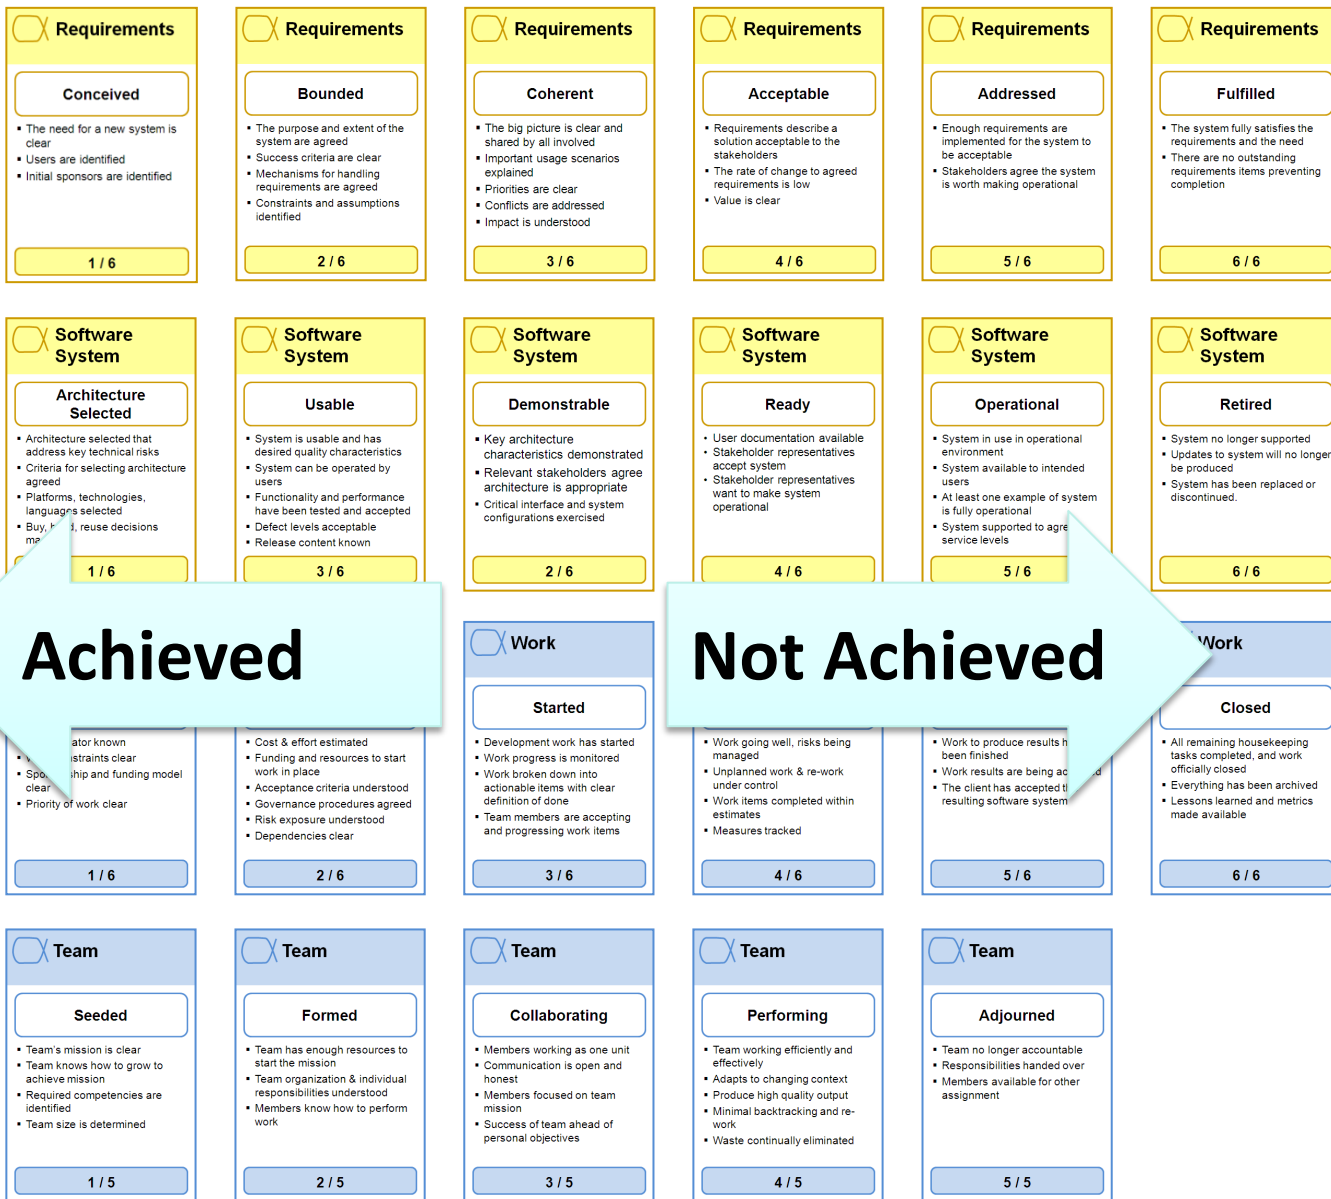 Requirements
Conceived
The need for a new system is
clear
Users are identified
Initial sponsors are identified
1 / 6
Requirements
Bounded
The purpose and extent of the
system are agreed
Success criteria are clear
Mechanisms for handling
requirements are agreed
Constraints and assumptions
identified
2 / 6
Requirements
Coherent
The big picture is clear and
shared by all involved
Important usage scenarios
explained
Priorities are clear
Conflicts are addressed
Impact is understood
3 / 6
Requirements
Acceptable
Requirements describe a
solution acceptable to the
stakeholders
The rate of change to agreed
requirements is low
Value is clear
4 / 6
Requirements
Addressed
Enough requirements are
implemented for the system to
be acceptable
Stakeholders agree the system
is worth making operational
5 / 6
Requirements
Fulfilled
The system fully satisfies the
requirements and the need
There are no outstanding
requirements items preventing
completion
6 / 6
Software
System
Architecture
Selected
Architecture selected that
address key technical risks
Criteria for selecting architecture
agreed
Platforms, technologies,
languages selected
Buy, reuse decisions
1 / 6
Software
System
Usable
System is usable and has
desired quality characteristics
System can be operated by
users
Functionality and performance
have been tested and accepted
Defect levels acceptable
Release content known
3 / 6
Software
System
Demonstrable
Key architecture
characteristics demonstrated
Relevant stakeholders agree
architecture is appropriate
Critical interface and system
configurations exercised
2 / 6
Software
System
Ready
User documentation available
Stakeholder representatives
accept system
Stakeholder representatives
want to make system
operational
4 / 6
Software
System
Operational
System in use in operational
environment
System available to intended
users
At least one example of system
is fully operational
System supported to
service levels
5 / 6
Software
System
Retired
System no longer supported
Updates to system will no longer
be produced
System has been replaced or
discontinued.
6 / 6
Achieved
Not Achieved
known
clear
and funding model
clear
Priority of work clear
1 / 6
Cost & effort estimated
Funding and resources to start
work in place
Acceptance criteria understood
Governance procedures agreed
Risk exposure understood
Dependencies clear
2 / 6
Work
Started
Development work has started
Work progress is monitored
Work broken down into
actionable items with clear
definition of done
Team members are accepting
and progressing work items
3 / 6
Work going well, risks being
managed
Unplanned work & re-work
under control
Work items completed within
estimates
Measures tracked
4 / 6
Work to produce results
been finished
Work results are being
The client has accepted
resulting software system
5 / 6
Work
Closed
All remaining housekeeping
tasks completed, and work
officially closed
Everything has been archived
Lessons learned and metrics
made available
6 / 6
Team
Seeded
Team's mission is clear
Team knows how to grow to
achieve mission
Required competencies are
identified
Team size is determined
1 / 5
Team
Formed
Team has enough resources to
start the mission
Team organization & individual
responsibilities understood
Members know how to perform
work
2 / 5
Team
Collaborating
Members working as one unit
Communication is open and
honest
Members focused on team
mission
Success of team ahead of
personal objectives
3 / 5
Team
Performing
Team working efficiently and
effectively
Adapts to changing context
Produce high quality output
Minimal backtracking and re-
work
Waste continually eliminated
4 / 5
Team
Adjourned
Team no longer accountable
Responsibilities handed over
Members available for other
assignment
5 / 5